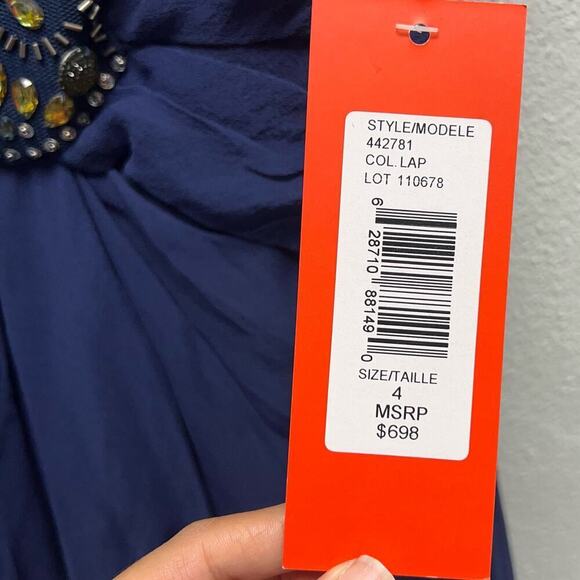 STYLE/MODELE
442781
COL. LAP
LOT 110678
6 28710 88149 0
SIZE/TAILLE
4
MSRP
$698